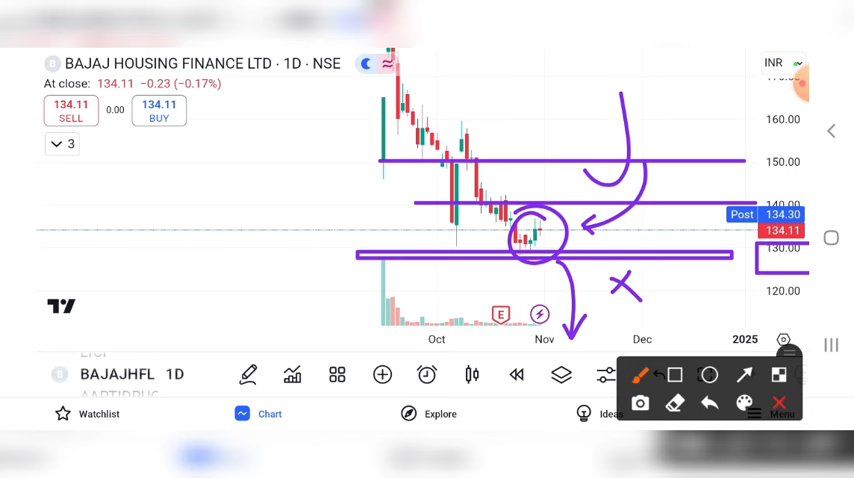 BAJAJ HOUSING FINANCE LTD · 1D · NSE
INR
At close: 134.11 −0.23 (−0.17%)
134.11
SELL
0.00
134.11
BUY
3
160.00
150.00
140.00
Post 134.30
134.11
130.00
120.00
E
Oct
Nov
Dec
2025
B BAJAJHFL 1D
Watchlist
Chart
Explore
Ideas
Menu